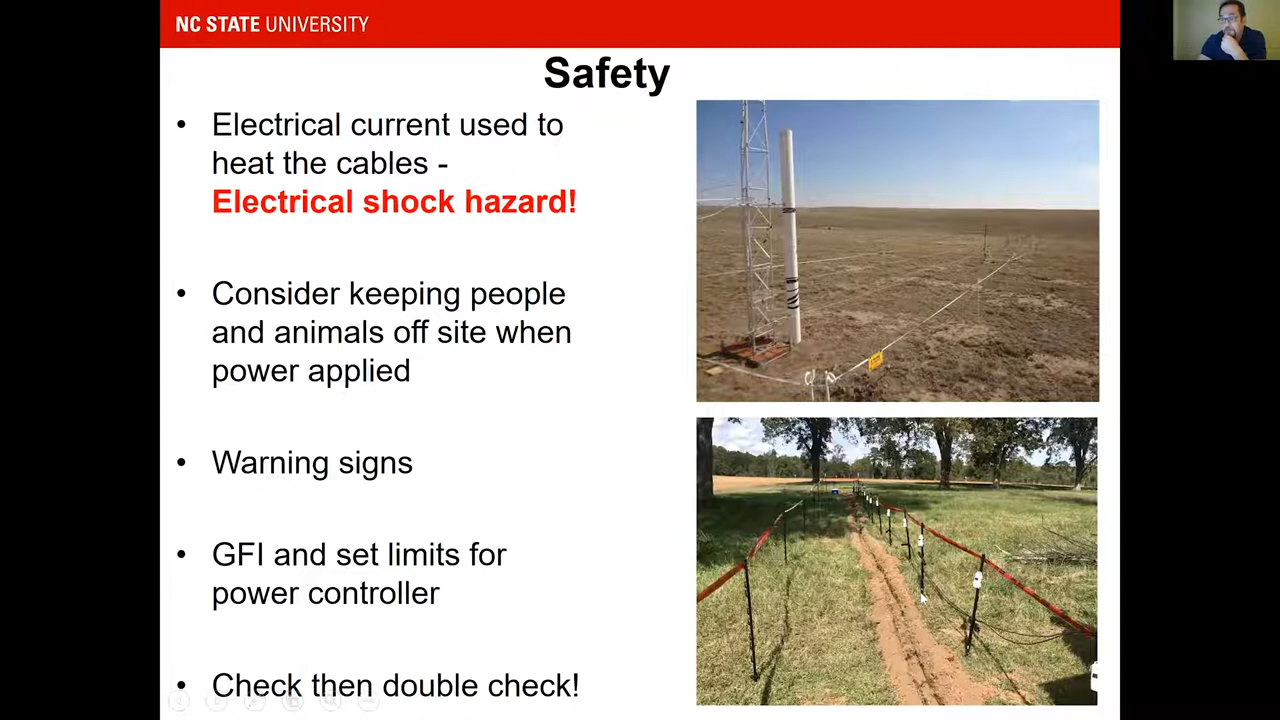 NC STATE UNIVERSITY
Safety
• Electrical current used to
heat the cables -
Electrical shock hazard!
• Consider keeping people
and animals off site when
power applied
• Warning signs
• GFI and set limits for
power controller
• Check then double check!